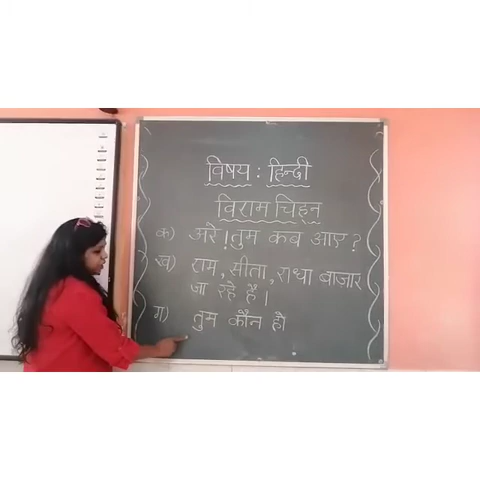 विषय : हिन्दी
विराम चिह्न
क) अरे! तुम कब आए?
ख) राम, सीता, राधा बाज़ार
जा रहे है।
ग) तुम कौन हो